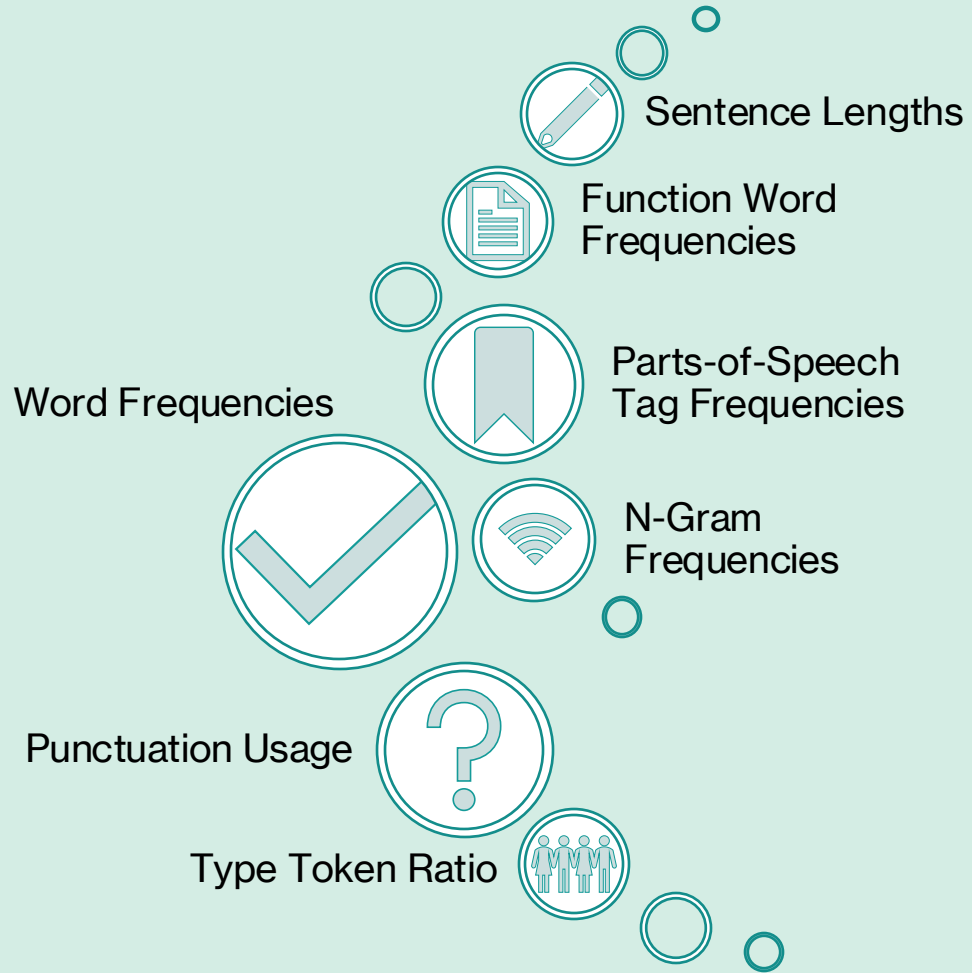 Sentence Lengths
Function Word
Frequencies
Parts-of-Speech
Tag Frequencies
Word Frequencies
N-Gram
Frequencies
Punctuation Usage
Type Token Ratio